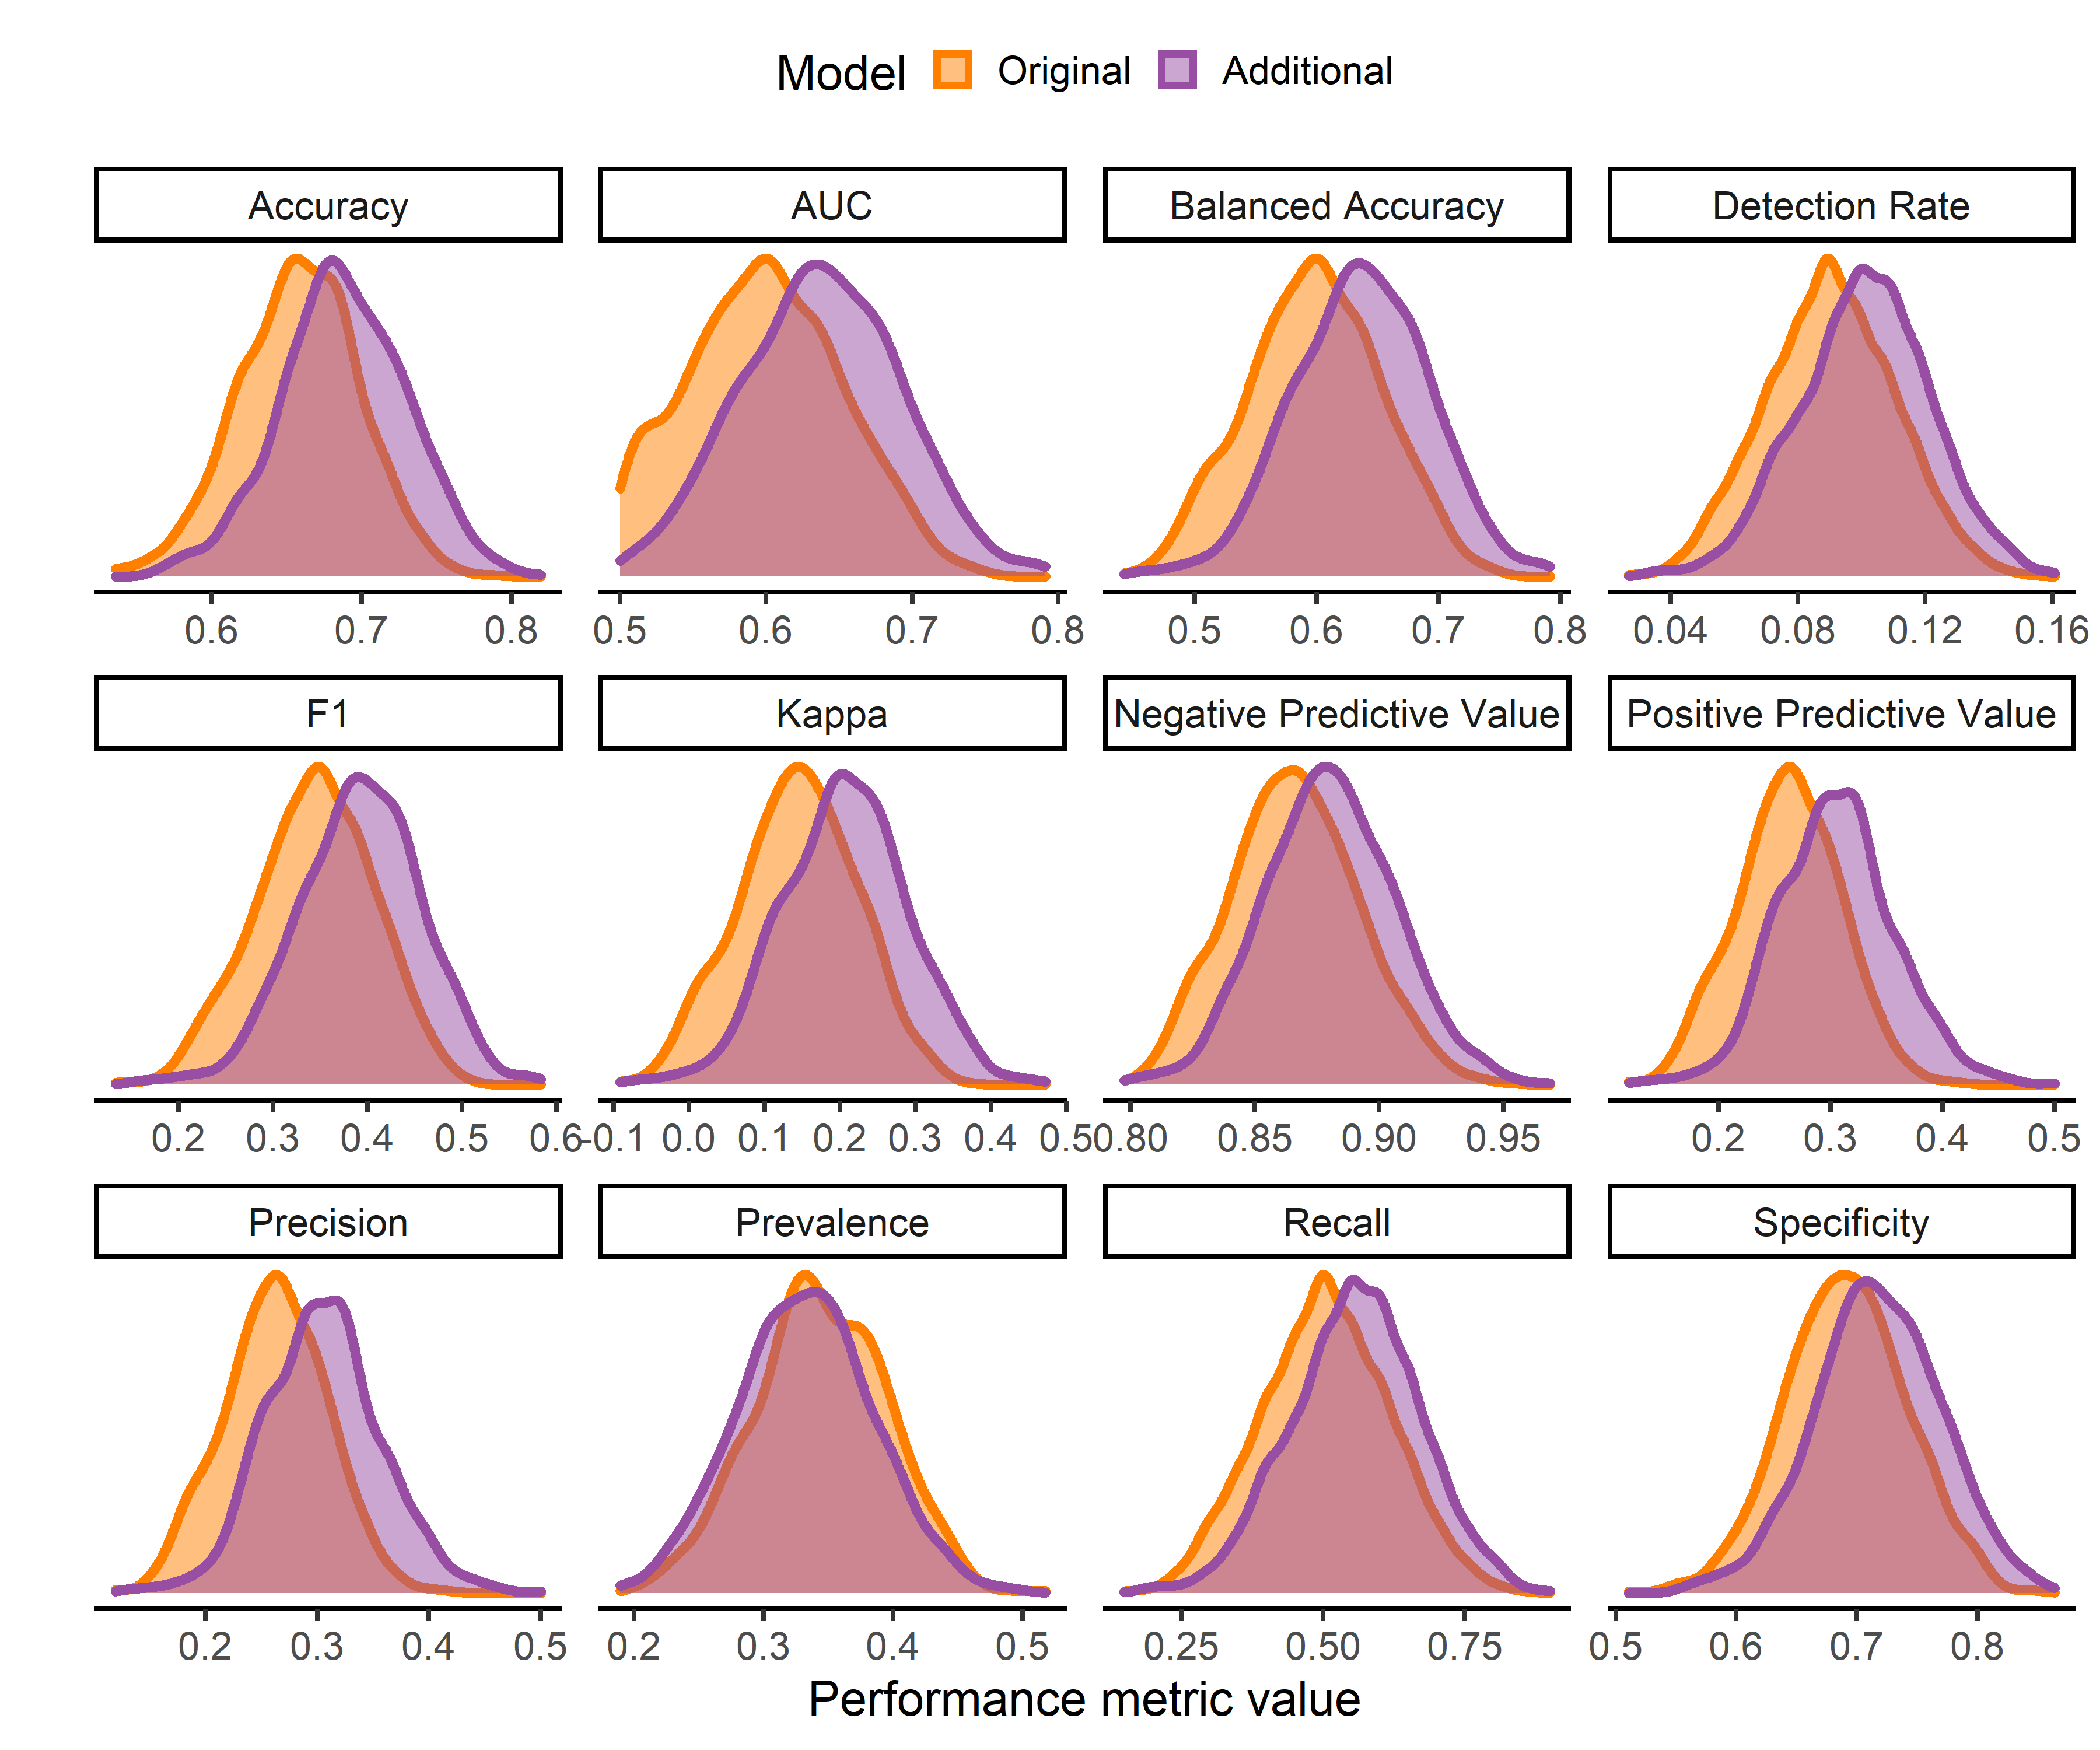 Model Original Additional
Accuracy AUC Balanced Accuracy Detection Rate
0.6 0.7 0.8 0.5 0.6 0.7 0.8 0.5 0.6 0.7 0.8 0.04 0.08 0.12 0.16
F1 Kappa Negative Predictive Value Positive Predictive Value
0.2 0.3 0.4 0.5 0.6 -0.1 0.0 0.1 0.2 0.3 0.4 0.5 0.80 0.85 0.90 0.95 0.2 0.3 0.4 0.5
Precision Prevalence Recall Specificity
0.2 0.3 0.4 0.5 0.2 0.3 0.4 0.5 0.25 0.50 0.75 0.5 0.6 0.7 0.8
Performance metric value